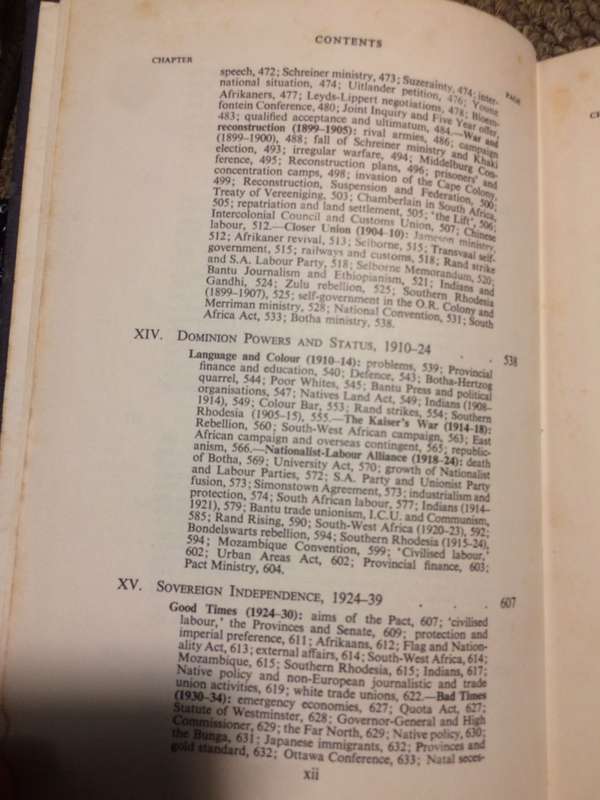 CONTENTS
CHAPTER
PAGE
speech, 472; Schreiner ministry, 473; Suzerainty, 474; inter-
national situation, 474; Uitlander petition, 476; Young
Afrikaners, 477; Leyds-Lippert negotiations, 478; Bloem-
fontein Conference, 480; Joint Inquiry and Five Year offer,
483; qualified acceptance and ultimatum, 484.—War and
reconstruction (1899–1905): rival armies, 486; campaign
(1899–1900), 488; fall of Schreiner ministry and Khaki
election, 493; irregular warfare, 494; Middelburg Con-
ference, 495; Reconstruction plans, 496; prisoners' and
concentration camps, 498; invasion of the Cape Colony,
499; Reconstruction, Suspension and Federation, 500;
Treaty of Vereeniging, 503; Chamberlain in South Africa,
505; repatriation and land settlement, 505; 'the Lift', 506;
Intercolonial Council and Customs Union, 507; Chinese
labour, 512.—Closer Union (1904–10): Jameson ministry,
512; Afrikaner revival, 513; Selborne, 515; Transvaal self-
government, 515; railways and customs, 518; Rand strike
and S.A. Labour Party, 518; Selborne Memorandum, 520;
Bantu Journalism and Ethiopianism, 521; Indians and
Gandhi, 524; Zulu rebellion, 525; Southern Rhodesia
(1899–1907), 525; self-government in the O.R. Colony and
Merriman ministry, 528; National Convention, 531; South
Africa Act, 533; Botha ministry, 538.
XIV. DOMINION POWERS AND STATUS, 1910–24 . . 538
Language and Colour (1910–14): problems, 539; Provincial
finance and education, 540; Defence, 543; Botha-Hertzog
quarrel, 544; Poor Whites, 545; Bantu Press and political
organisations, 547; Natives Land Act, 549; Indians (1908–
1914), 549; Colour Bar, 553; Rand strikes, 554; Southern
Rhodesia (1905–15), 555.—The Kaiser's War (1914–18):
Rebellion, 560; South-West African campaign, 563; East
African campaign and overseas contingent, 565; republic-
anism, 566.—Nationalist-Labour Alliance (1918–24): death
of Botha, 569; University Act, 570; growth of Nationalist
and Labour Parties, 572; S.A. Party and Unionist Party
fusion, 573; Simonstown Agreement, 573; industrialism and
protection, 574; South African labour, 577; Indians (1914–
1921), 579; Bantu trade unionism, I.C.U. and Communism,
585; Rand Rising, 590; South-West Africa (1920–23), 592;
Bondelswarts rebellion, 594; Southern Rhodesia (1915–24),
594; Mozambique Convention, 599; 'Civilised labour,'
602; Urban Areas Act, 602; Provincial finance, 603;
Pact Ministry, 604.
XV. SOVEREIGN INDEPENDENCE, 1924–39 . . . 607
Good Times (1924–30): aims of the Pact, 607; 'civilised
labour,' the Provinces and Senate, 609; protection and
imperial preference, 611; Afrikaans, 612; Flag and Nation-
ality Act, 613; external affairs, 614; South-West Africa, 614;
Mozambique, 615; Southern Rhodesia, 615; Indians, 617;
Native policy and non-European journalistic and trade
union activities, 619; white trade unions, 622.—Bad Times
(1930–34): emergency economies, 627; Quota Act, 627;
Statute of Westminster, 628; Governor-General and High
Commissioner, 629; the Far North, 629; Native policy, 630;
the Bunga, 631; Japanese immigrants, 632; Provinces and
gold standard, 632; Ottawa Conference, 633; Natal seces-
xii